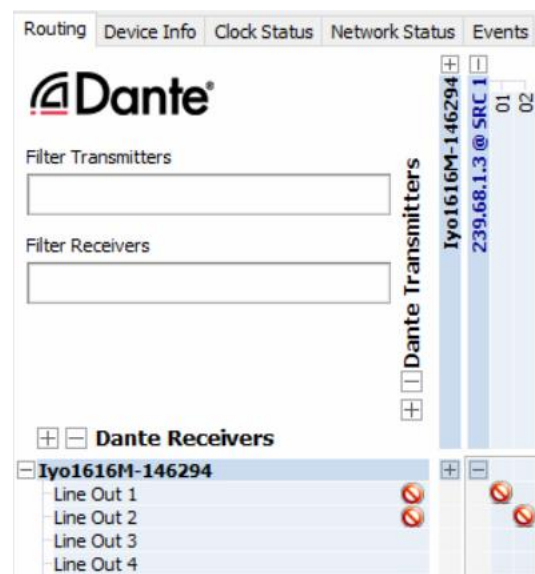 Routing Device Info Clock Status Network Status Events
Dante®
Filter Transmitters
Filter Receivers
Dante Transmitters
Iyo1616M-146294
239.68.1.3 @ SRC 1
01
02
Dante Receivers
Iyo1616M-146294
Line Out 1
Line Out 2
Line Out 3
Line Out 4